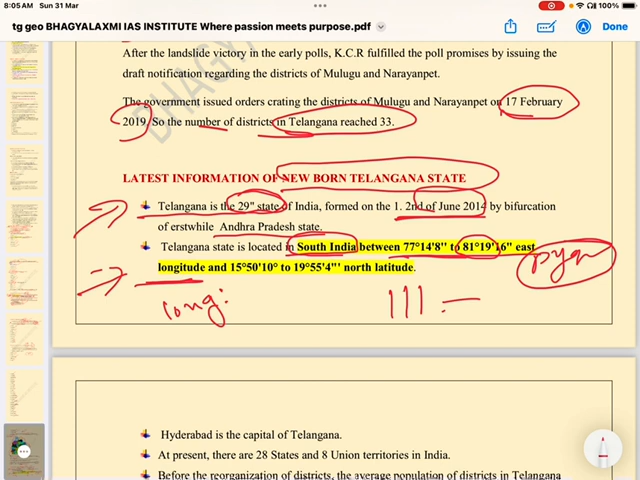 8:05 AM Sun 31 Mar
100%
tg geo BHAGYALAXMI IAS INSTITUTE Where passion meets purpose.pdf
Done
After the landslide victory in the early polls, K.C.R fulfilled the poll promises by issuing the
draft notification regarding the districts of Mulugu and Narayanpet.
The government issued orders crating the districts of Mulugu and Narayanpet on 17 February
2019. So the number of districts in Telangana reached 33.
LATEST INFORMATION OF NEW BORN TELANGANA STATE
Telangana is the 29" state of India, formed on the 1. 2nd of June 2014 by bifurcation
of erstwhile Andhra Pradesh state.
Telangana state is located in South India between 77°14'8" to 81°19'16" east
longitude and 15°50'10° to 19°55'4"' north latitude.
long:
Hyderabad is the capital of Telangana.
At present, there are 28 States and 8 Union territories in India.
Before the reorganization of districts, the average population of districts in Telangana